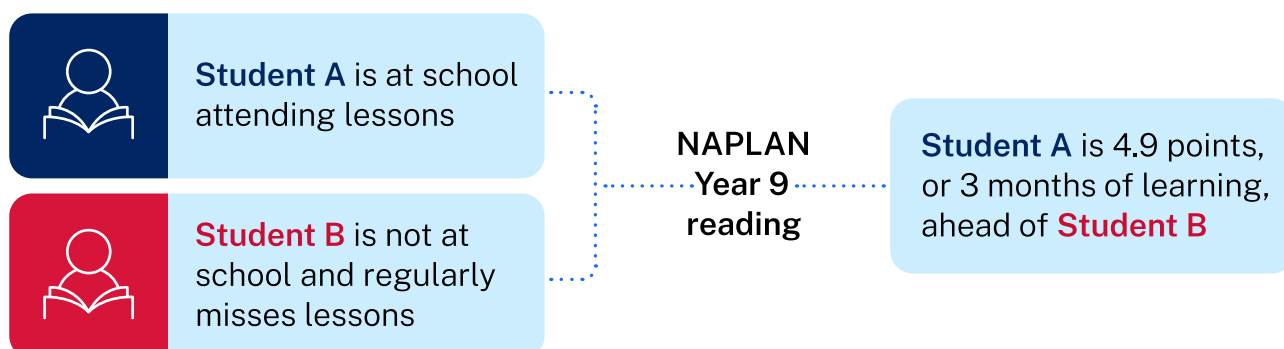 Student A is at school
attending lessons
Student B is not at
school and regularly
misses lessons
NAPLAN
Year 9
reading
Student A is 4.9 points,
or 3 months of learning,
ahead of Student B